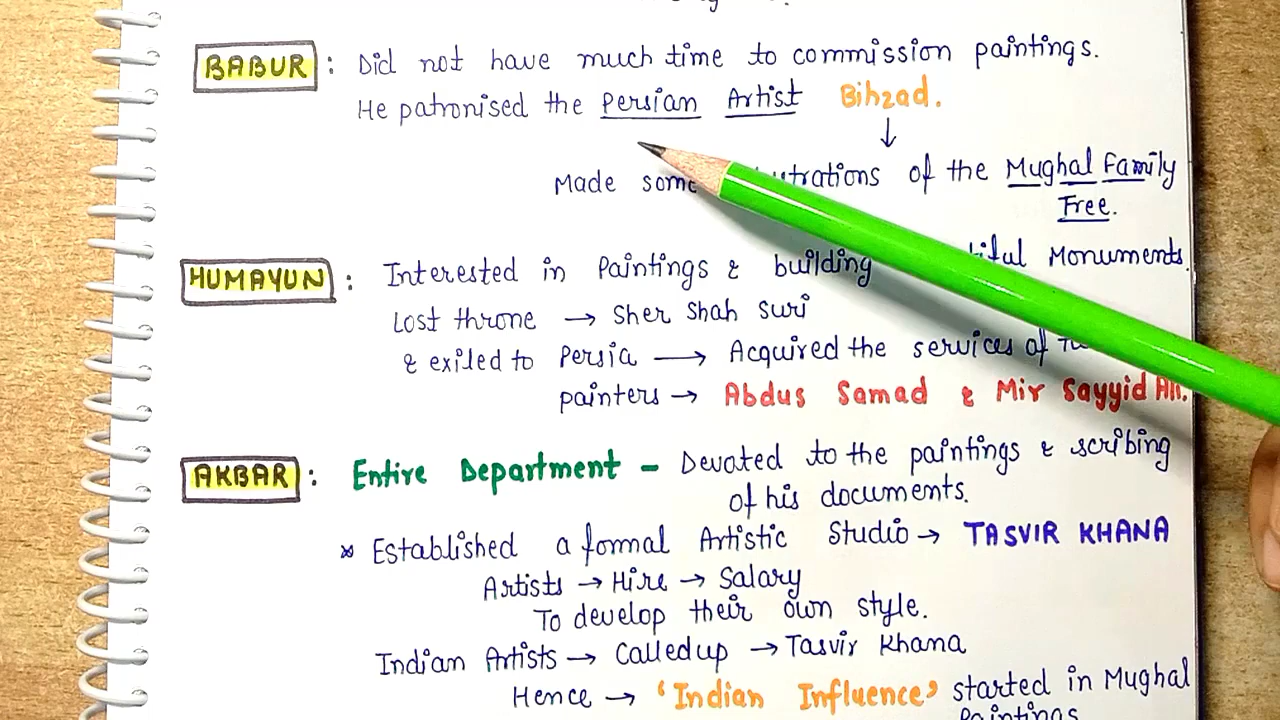 BABUR : Did not have much time to commission paintings.
He patronised the Persian Artist Bihzad.
↓
Made some of the Mughal Family
Free.
HUMAYUN : Interested in Paintings & building Monuments.
Lost throne → Sher Shah Suri
& exiled to Persia → Acquired the services of
painters → Abdus Samad & Mir Sayyid Ali.
AKBAR : Entire Department - Devoted to the paintings & scribing
of his documents.
* Established a formal Artistic Studio → TASVIR KHANA
Artists → Hire → Salary
To develop their own style.
Indian Artists → Called up → Tasvir Khana
Hence → 'Indian Influence' started in Mughal
Paintings